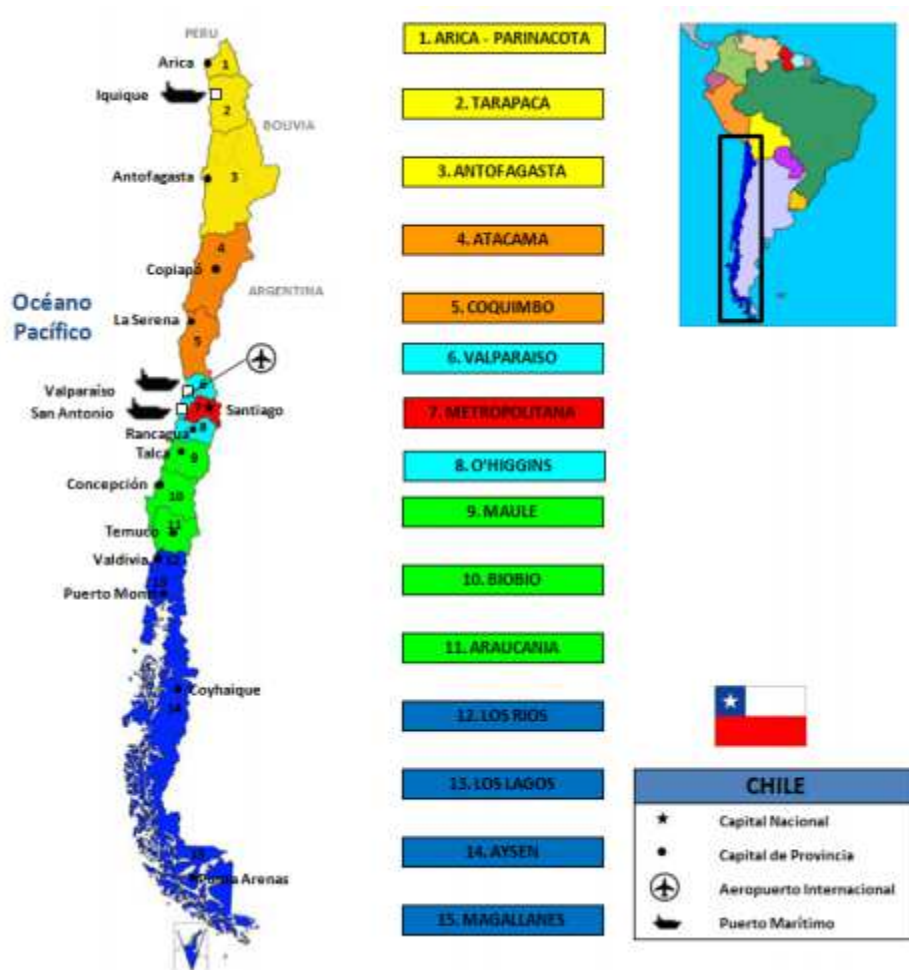 PERU
Arica
1
Iquique
2
BOLIVIA
Antofagasta
3
4
Copiapó
ARGENTINA
Océano
Pacífico
La Serena
5
Valparaíso
6
San Antonio
7
Santiago
Rancagua
8
Talca
9
Concepción
10
11
Temuco
Valdivia
12
13
Puerto Montt
Coyhaique
14
15
Punta Arenas
1. ARICA - PARINACOTA
2. TARAPACA
3. ANTOFAGASTA
4. ATACAMA
5. COQUIMBO
6. VALPARAISO
7. METROPOLITANA
8. O'HIGGINS
9. MAULE
10. BIOBIO
11. ARAUCANIA
12. LOS RIOS
13. LOS LAGOS
14. AYSEN
15. MAGALLANES
CHILE
Capital Nacional
Capital de Provincia
Aeropuerto Internacional
Puerto Marítimo